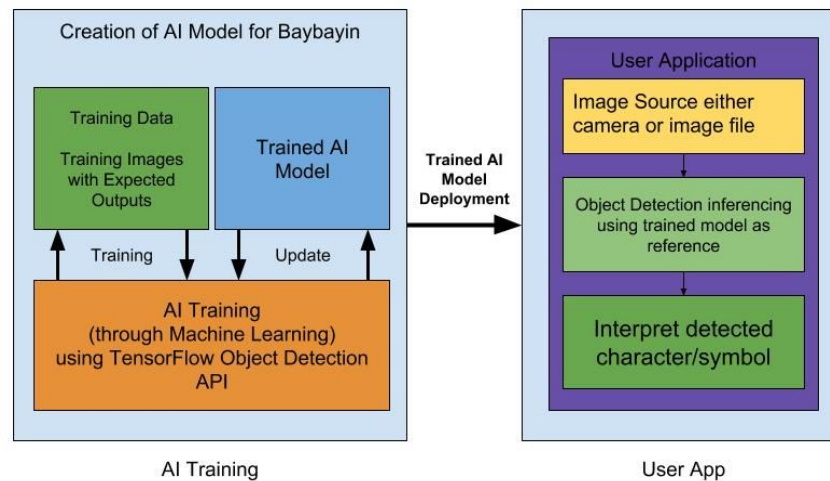 Creation of AI Model for Baybayin
Training Data
Training Images
with Expected
Outputs
Trained AI
Model
Training
Update
AI Training
(through Machine Learning)
using TensorFlow Object Detection
API
AI Training
Trained AI
Model
Deployment
User Application
Image Source either
camera or image file
Object Detection inferencing
using trained model as
reference
Interpret detected
character/symbol
User App